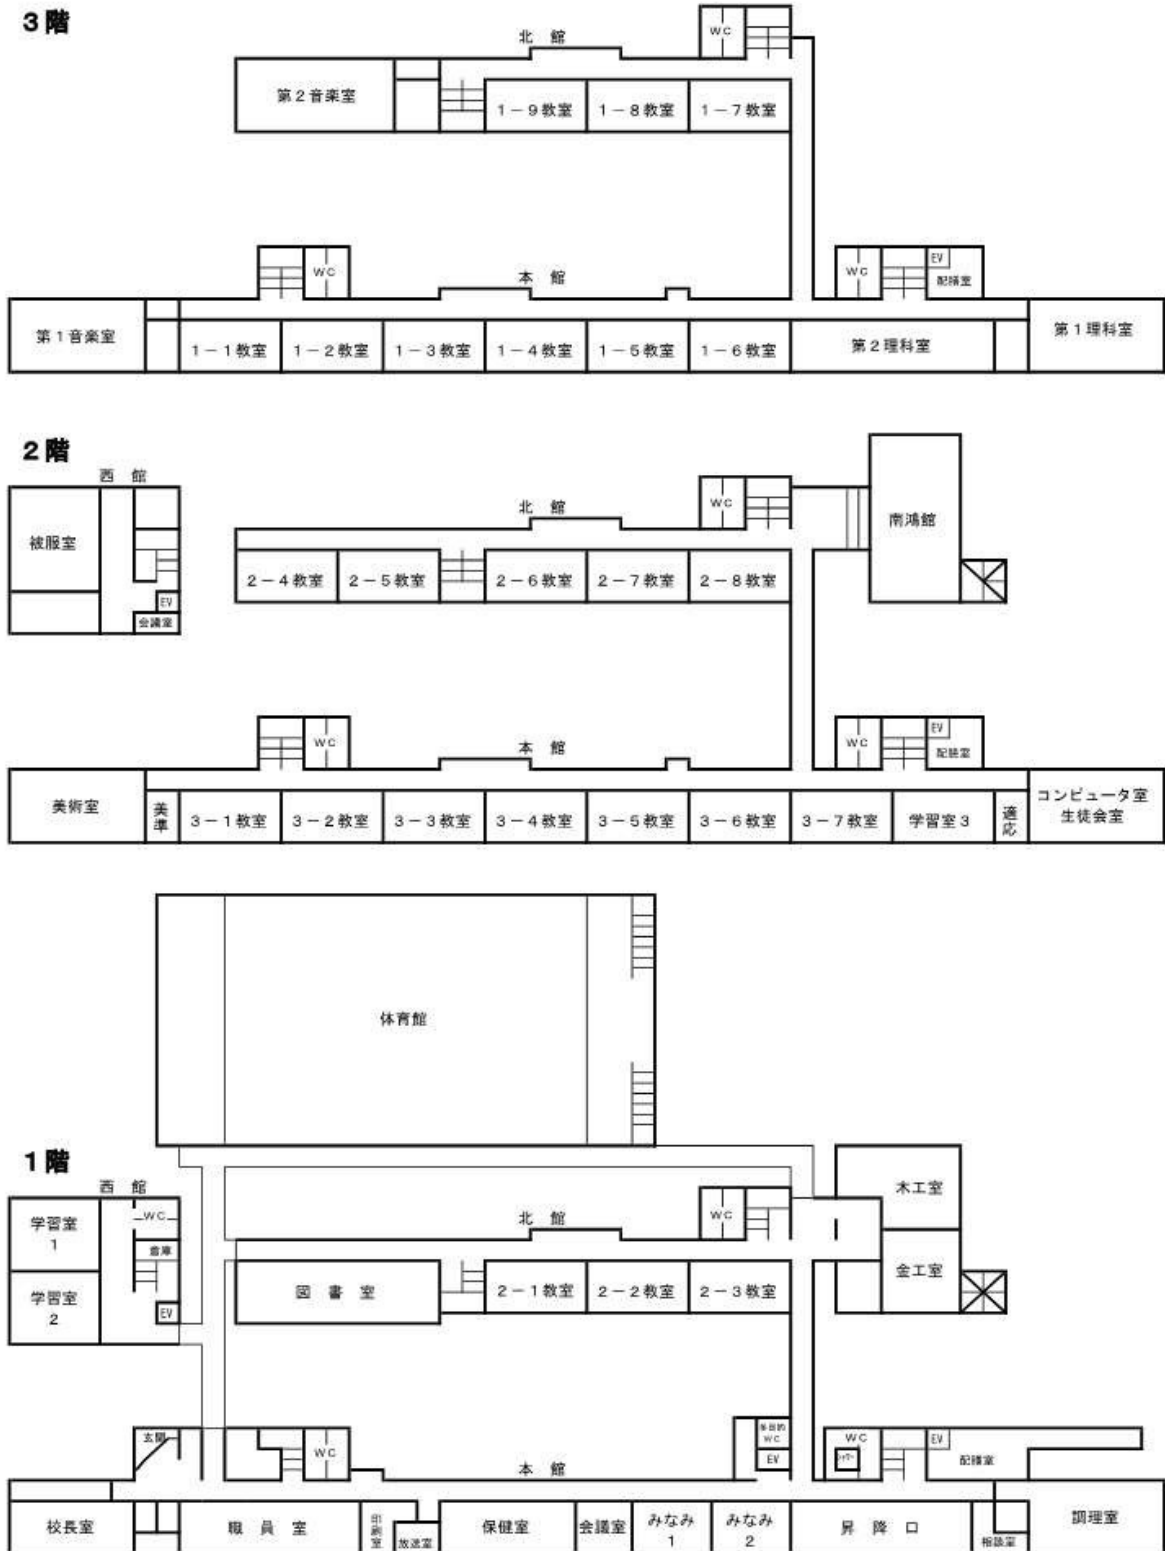 3階
北 館
WC
第2音楽室
1－9教室
1－8教室
1－7教室
WC
本 館
WC
EV
配膳室
第1音楽室
1－1教室
1－2教室
1－3教室
1－4教室
1－5教室
1－6教室
第2理科室
第1理科室
2階
西 館
被服室
EV
会議室
北 館
WC
南鴻館
2－4教室
2－5教室
2－6教室
2－7教室
2－8教室
WC
本 館
WC
EV
配膳室
美術室
美準
3－1教室
3－2教室
3－3教室
3－4教室
3－5教室
3－6教室
3－7教室
学習室3
適応
コンピュータ室
生徒会室
体育館
1階
西 館
学習室
1
WC
倉庫
学習室
2
EV
北 館
WC
木工室
図 書 室
2－1教室
2－2教室
2－3教室
金工室
玄関
WC
本 館
多目的
WC
EV
WC
シャワー
EV
配膳室
校長室
職 員 室
印刷室
放送室
保健室
会議室
みなみ
1
みなみ
2
昇 降 口
相談室
調理室